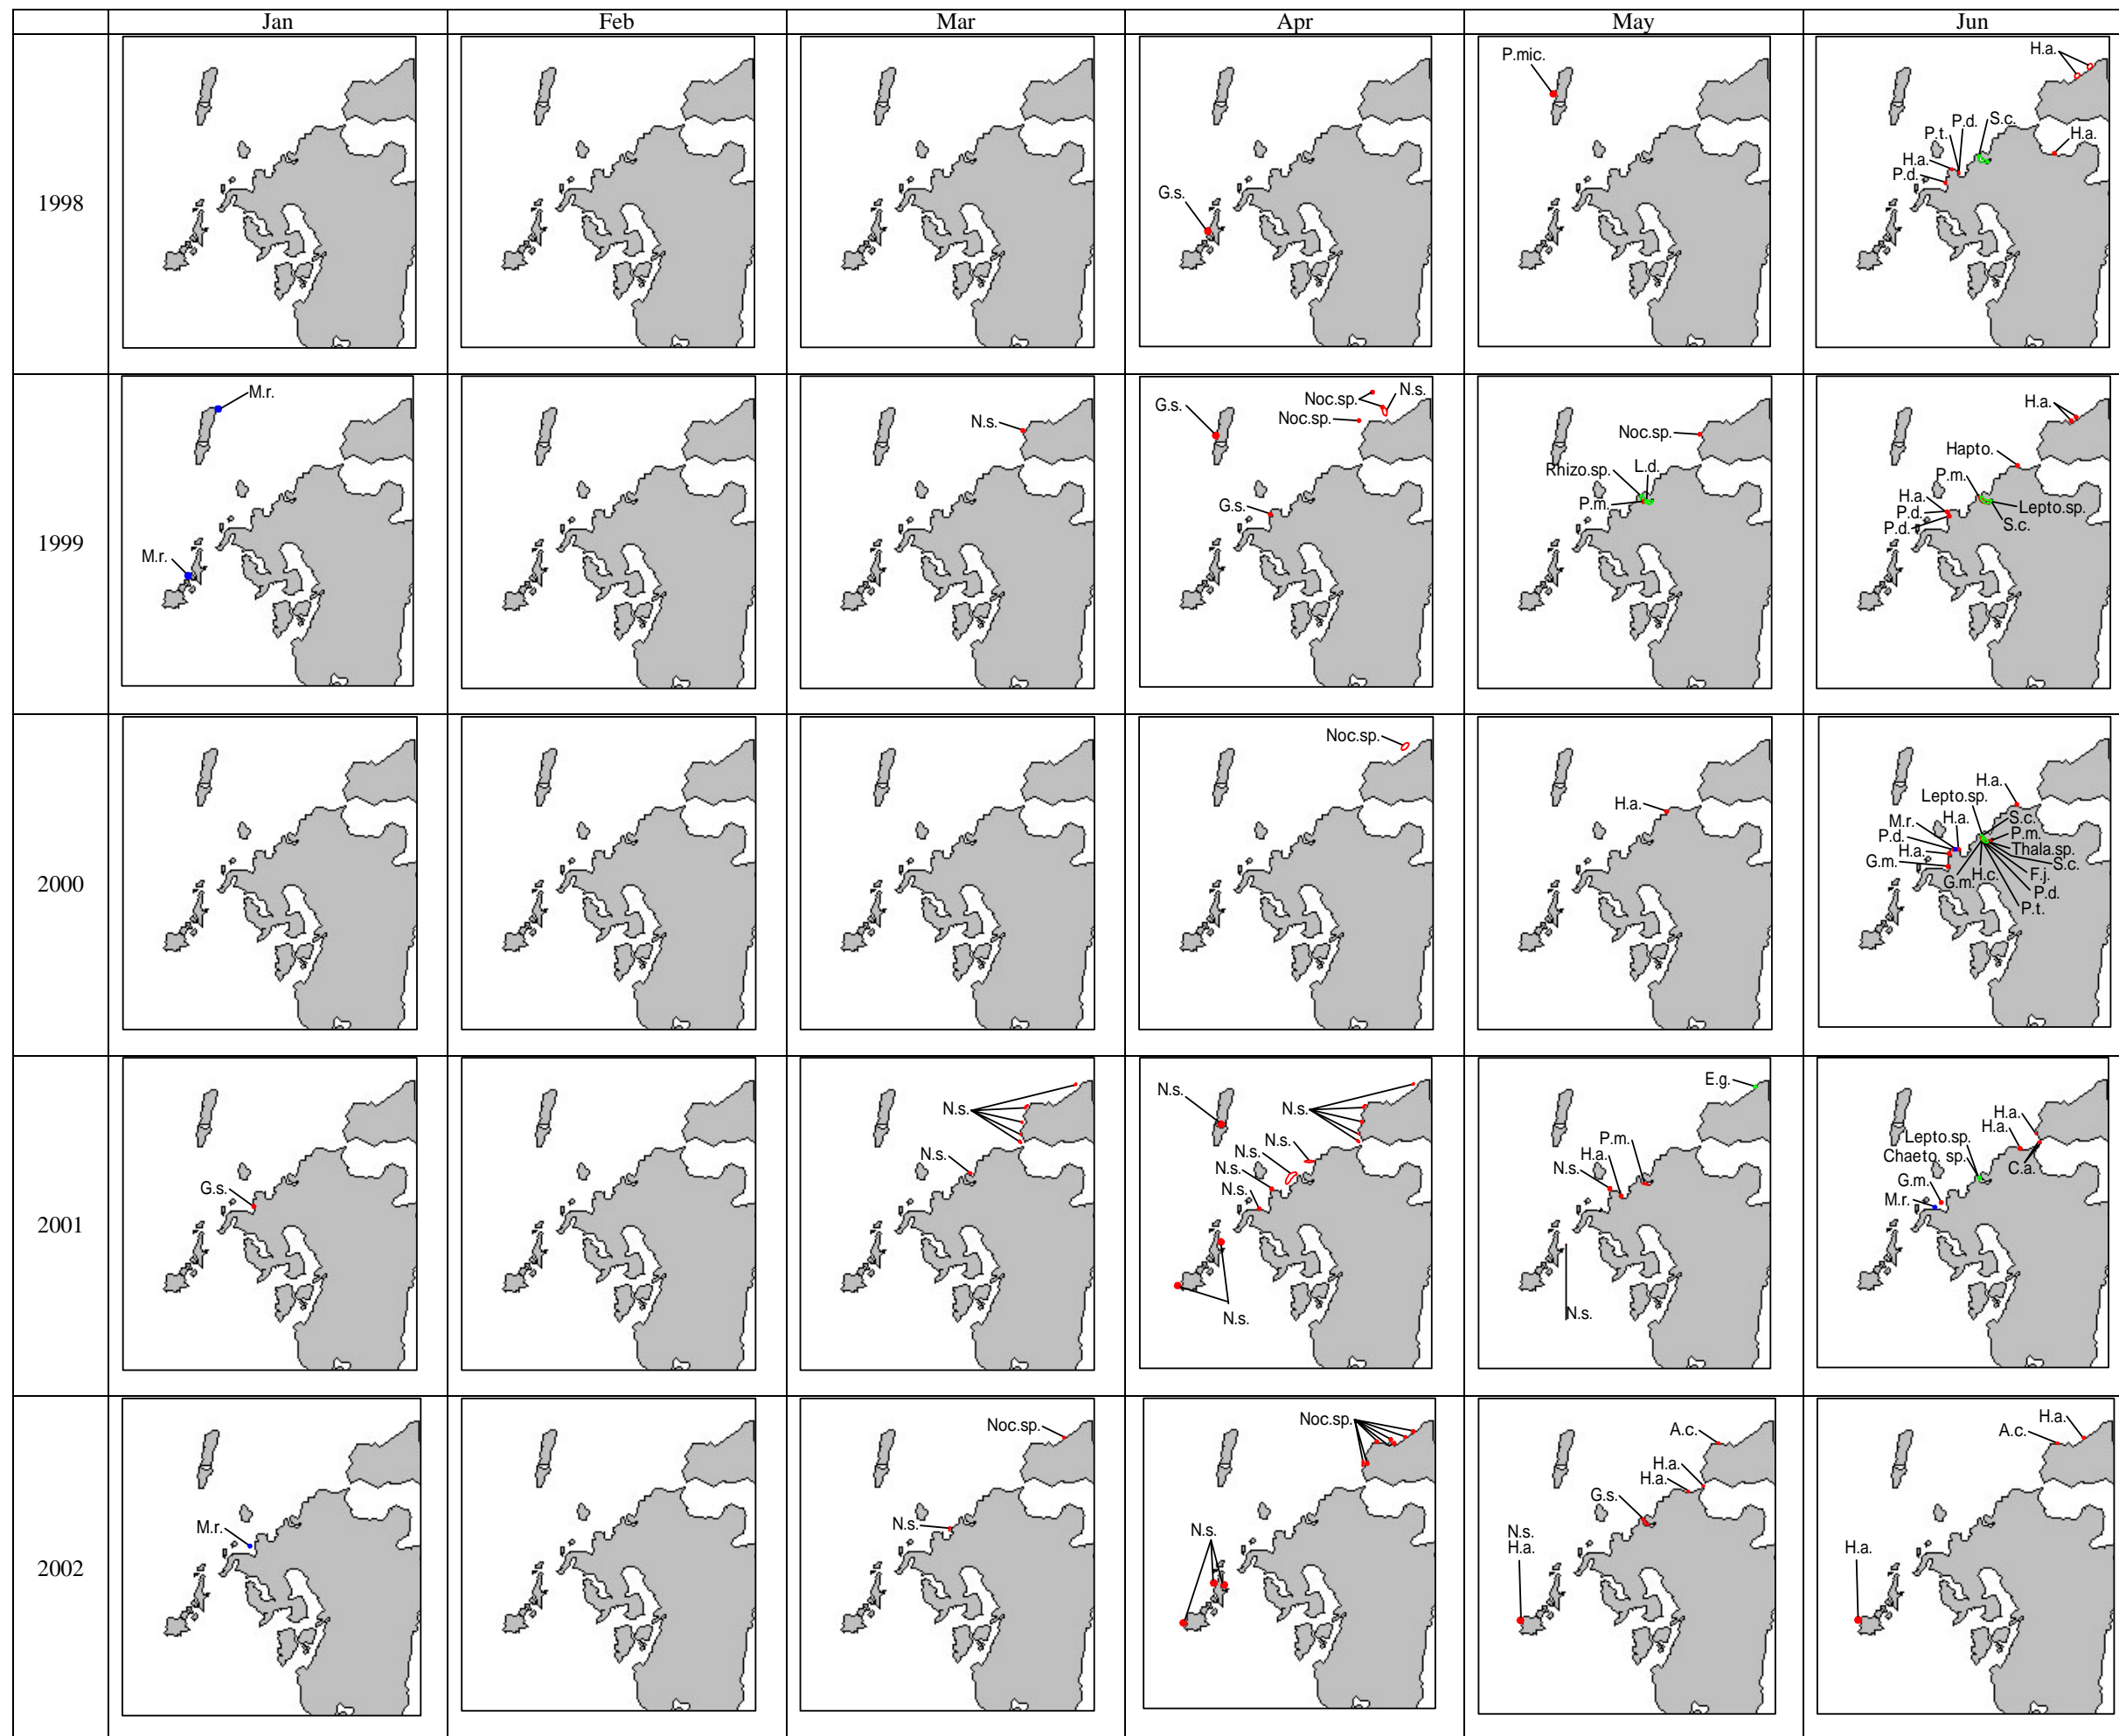 Jan Feb Mar Apr May Jun
1998
G.s.
P.mic.
H.a.
P.d. S.c.
P.t. H.a.
H.a.
P.d.
1999
M.r.
M.r.
N.s.
G.s.
Noc.sp. N.s.
Noc.sp.
G.s.
Noc.sp.
Rhizo.sp. L.d.
P.m.
H.a.
Hapto.
P.m.
H.a. Lepto.sp.
P.d.
P.d. S.c.
2000
Noc.sp.
H.a.
H.a.
Lepto.sp.
M.r. H.a. S.c.
P.d. P.m.
H.a. Thala.sp.
G.m. S.c.
G.m. H.c. F.j.
P.d.
P.t.
2001
G.s.
N.s.
N.s.
N.s.
N.s.
N.s.
N.s.
N.s.
N.s.
N.s.
E.g.
P.m.
H.a.
N.s.
N.s.
H.a.
H.a.
Lepto.sp.
Chaeto. sp.
C.a.
G.m.
M.r.
2002
M.r.
Noc.sp.
N.s.
Noc.sp.
N.s.
A.c.
H.a.
H.a.
G.s.
N.s.
H.a.
H.a.
A.c.
H.a.